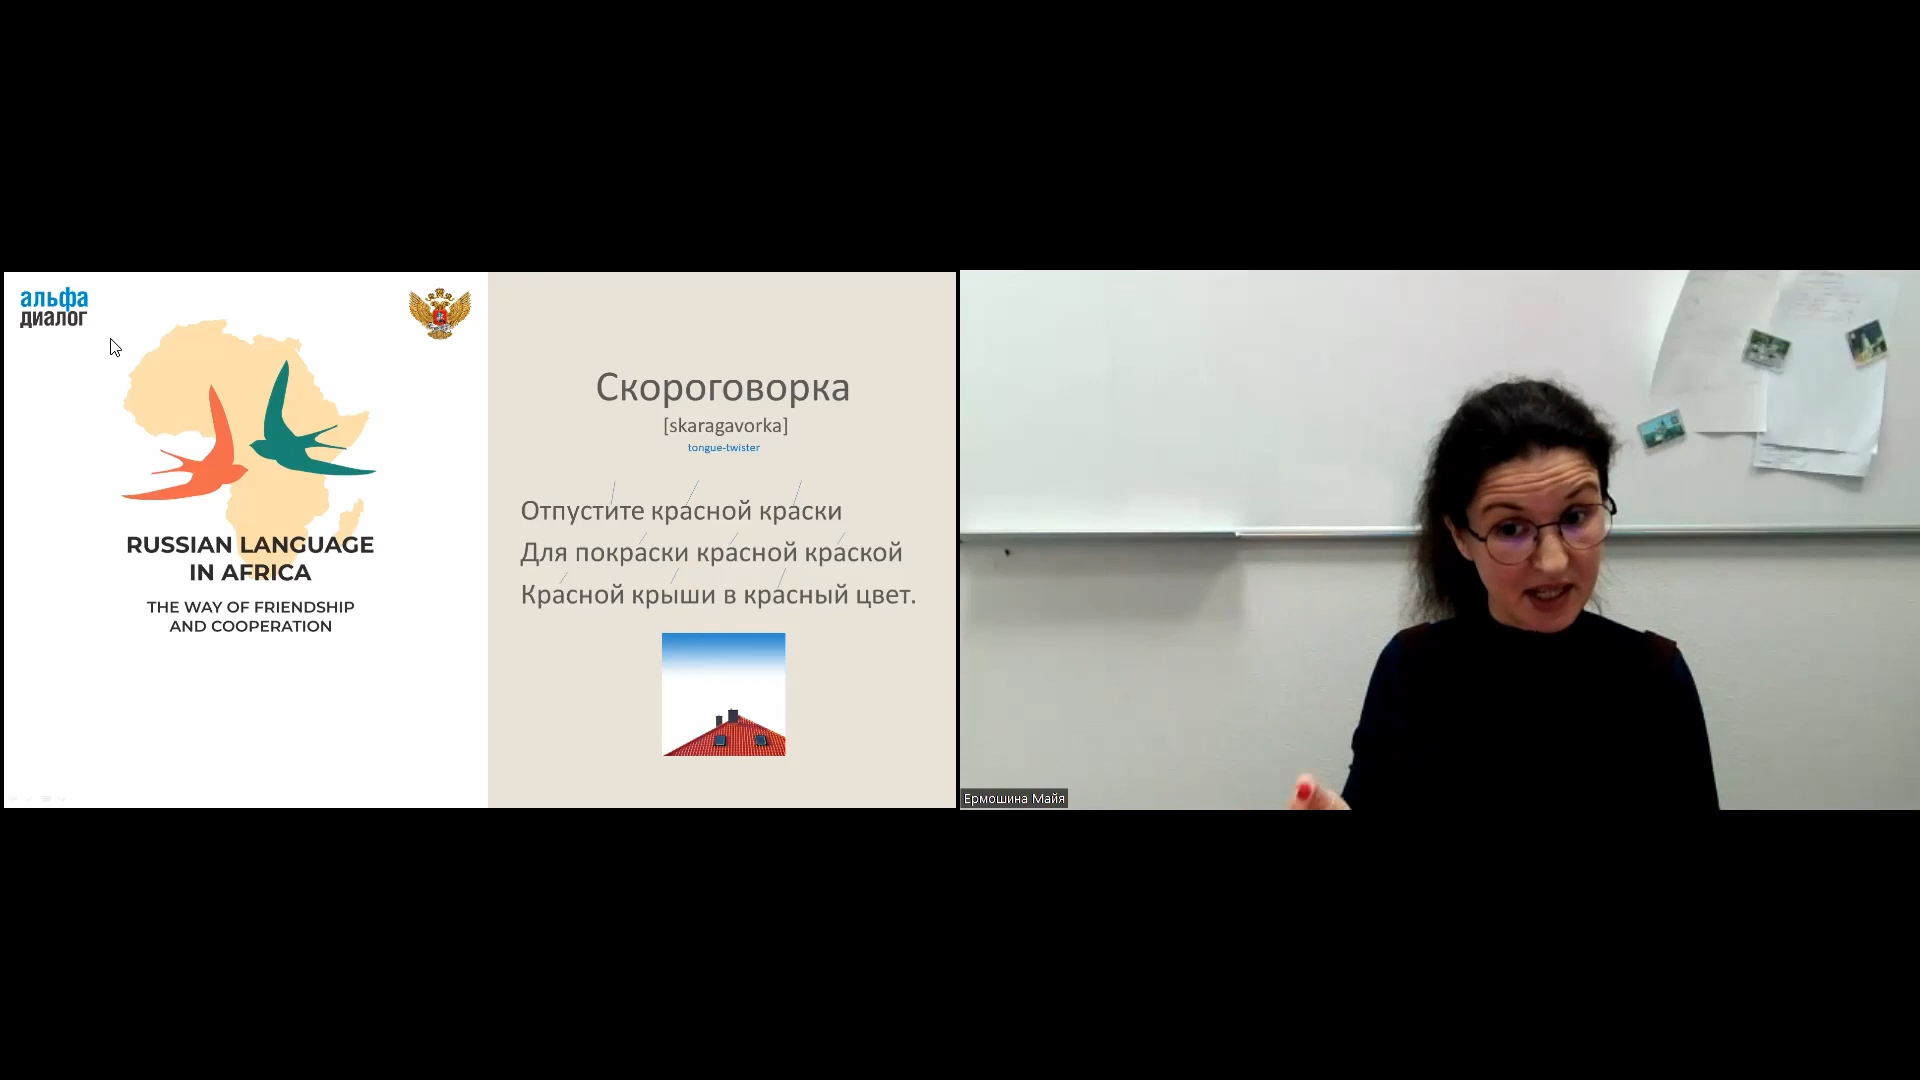 альфа
диалог
RUSSIAN LANGUAGE
IN AFRICA
THE WAY OF FRIENDSHIP
AND COOPERATION
Скороговорка
[skaragavorka]
tongue-twister
Отпустите красной краски
Для покраски красной краской
Красной крыши в красный цвет.
Ермошина Майя